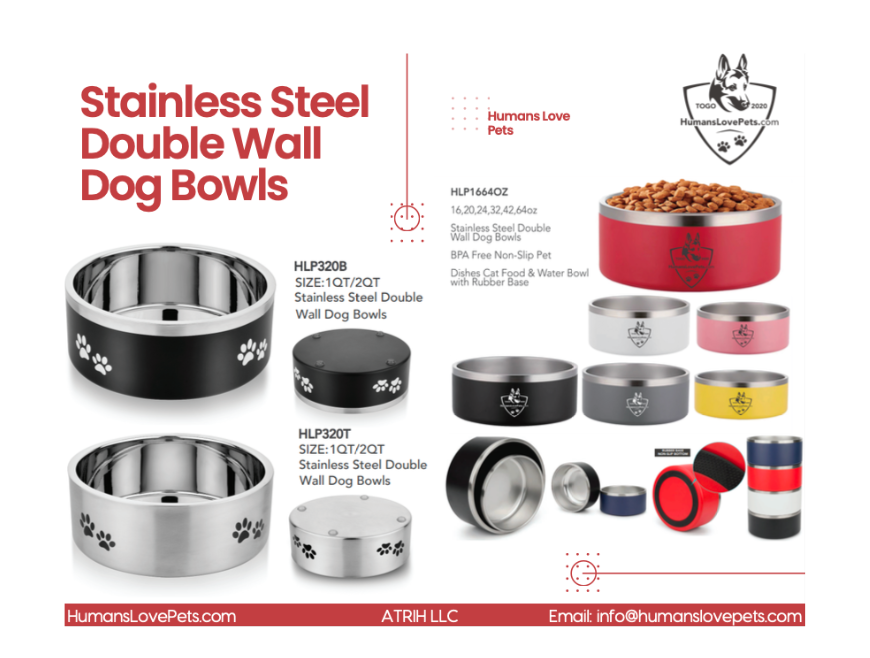 Stainless Steel
Double Wall
Dog Bowls
HLP320B
SIZE:1QT/2QT
Stainless Steel Double
Wall Dog Bowls
HLP320T
SIZE:1QT/2QT
Stainless Steel Double
Wall Dog Bowls
Humans Love
Pets
TOGO 2020
HumansLovePets.com
HLP1664OZ
16,20,24,32,42,64oz
Stainless Steel Double
Wall Dog Bowls
BPA Free Non-Slip Pet
Dishes Cat Food & Water Bowl
with Rubber Base
HumansLovePets.com
ATRIH LLC
Email: info@humanslovepets.com